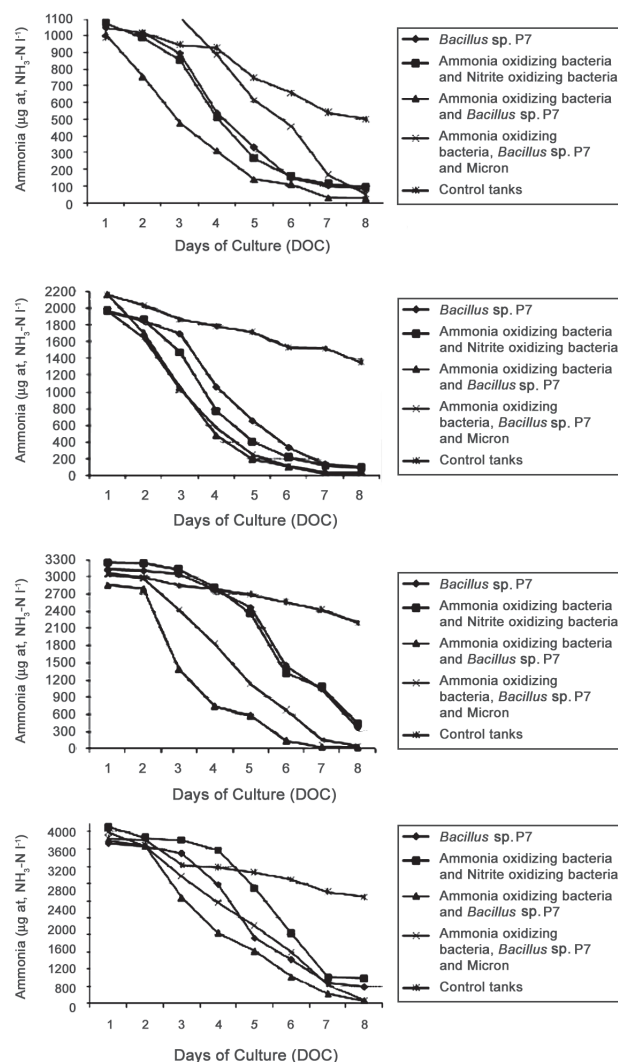 1100
1000
900
800
700
600
500
400
300
200
100
0
Ammonia (µg at, NH3-N l-1)
1 2 3 4 5 6 7 8
Days of Culture (DOC)
Bacillus sp. P7
Ammonia oxidizing bacteria
and Nitrite oxidizing bacteria
Ammonia oxidizing bacteria
and Bacillus sp. P7
Ammonia oxidizing
bacteria, Bacillus sp. P7
and Micron
Control tanks
2200
2000
1800
1600
1400
1200
1000
800
600
400
200
0
Ammonia (µg at, NH3-N l-1)
1 2 3 4 5 6 7 8
Days of Culture (DOC)
Bacillus sp. P7
Ammonia oxidizing bacteria
and Nitrite oxidizing bacteria
Ammonia oxidizing bacteria
and Bacillus sp. P7
Ammonia oxidizing
bacteria, Bacillus sp. P7
and Micron
Control tanks
3300
3000
2700
2400
2100
1800
1500
1200
900
600
300
0
Ammonia (µg at, NH3-N l-1)
1 2 3 4 5 6 7 8
Days of Culture (DOC)
Bacillus sp. P7
Ammonia oxidizing bacteria
and Nitrite oxidizing bacteria
Ammonia oxidizing bacteria
and Bacillus sp. P7
Ammonia oxidizing
bacteria, Bacillus sp. P7
and Micron
Control tanks
4000
3600
3200
2800
2400
2000
1600
1200
800
400
0
Ammonia (µg at, NH3-N l-1)
1 2 3 4 5 6 7 8
Days of Culture (DOC)
Bacillus sp. P7
Ammonia oxidizing bacteria
and Nitrite oxidizing bacteria
Ammonia oxidizing bacteria
and Bacillus sp. P7
Ammonia oxidizing
bacteria, Bacillus sp. P7
and Micron
Control tanks